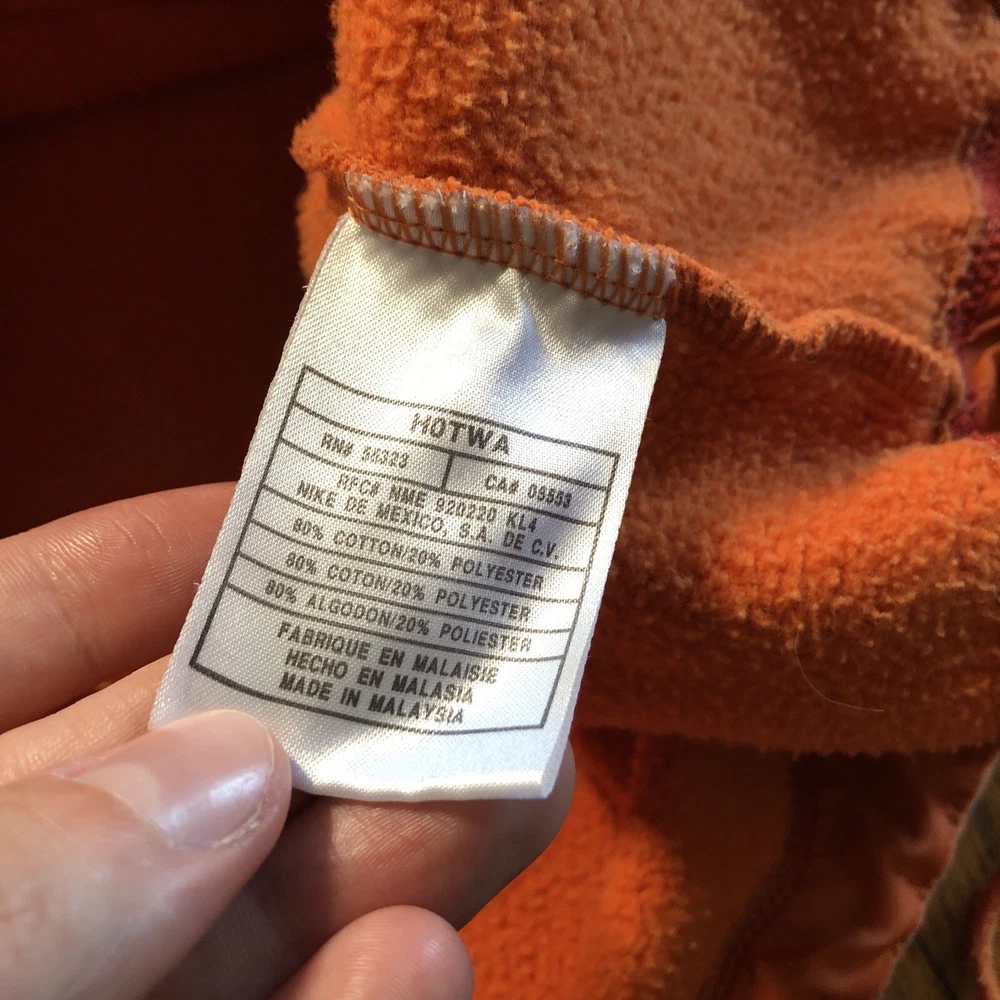 HOTWA
RN# 56323 CA# 05553
RFC# NME 920220 KL4
NIKE DE MEXICO, S.A. DE C.V.
80% COTTON/20% POLYESTER
80% COTON/20% POLYESTER
80% ALGODON/20% POLIESTER
FABRIQUE EN MALAISIE
HECHO EN MALASIA
MADE IN MALAYSIA